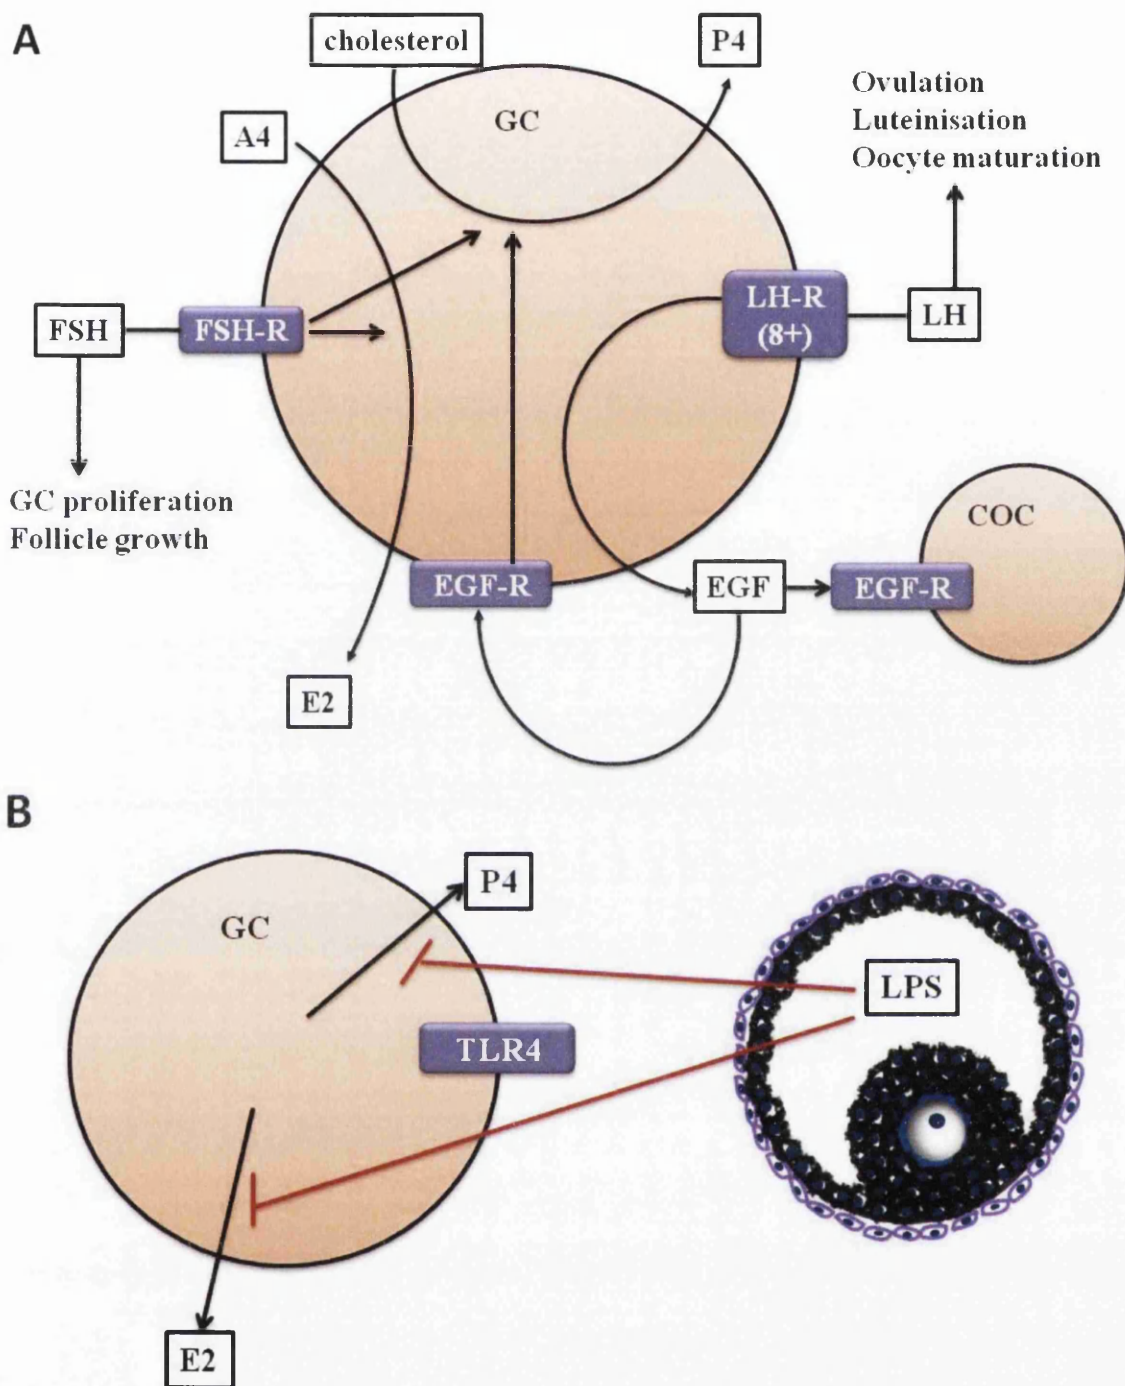 A
cholesterol
P4
GC
A4
Ovulation
Luteinisation
Oocyte maturation
FSH
FSH-R
LH-R
(8+)
LH
GC proliferation
Follicle growth
COC
EGF-R
EGF
EGF-R
E2
B
P4
GC
LPS
TLR4
E2